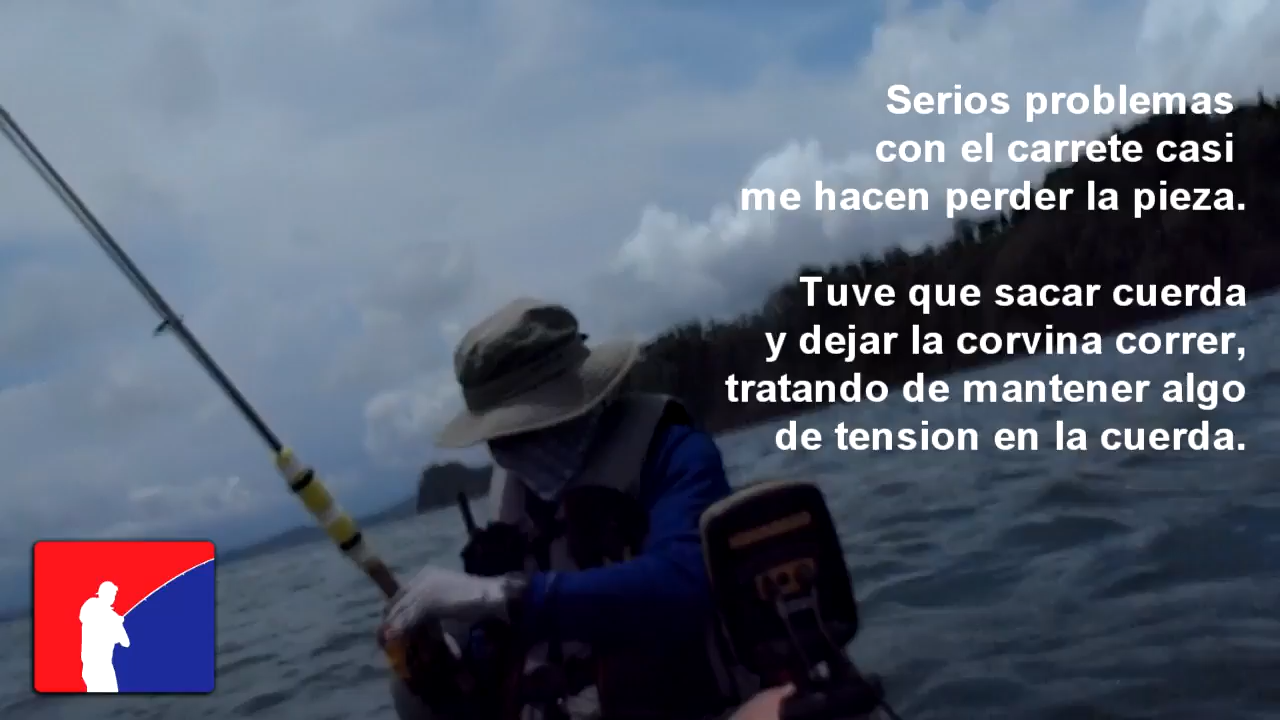 Serios problemas
con el carrete casi
me hacen perder la pieza.
Tuve que sacar cuerda
y dejar la corvina correr,
tratando de mantener algo
de tension en la cuerda.